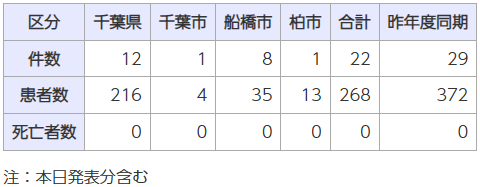 区分 千葉県 千葉市 船橋市 柏市 合計 昨年度同期
件数 12 1 8 1 22 29
患者数 216 4 35 13 268 372
死亡者数 0 0 0 0 0 0
注：本日発表分含む